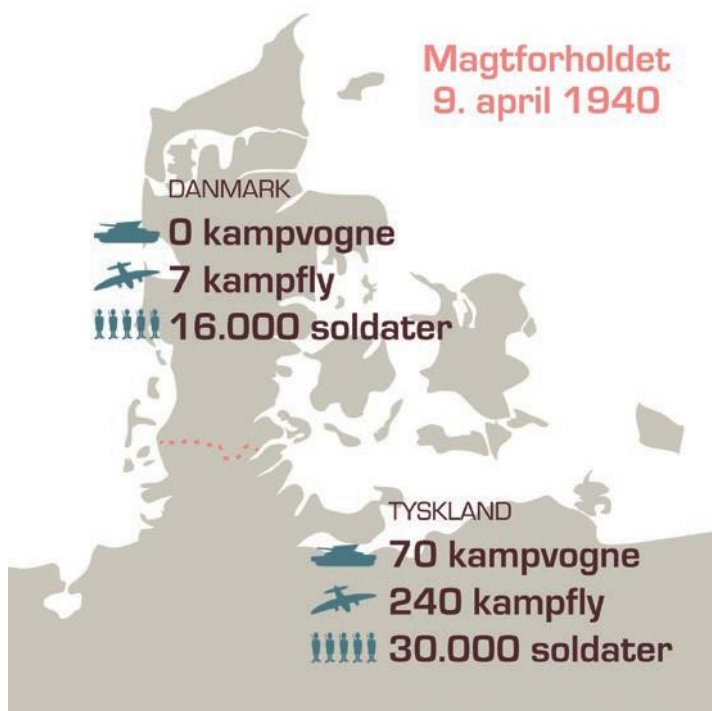 Magtforholdet
9. april 1940
DANMARK
0 kampvogne
7 kampfly
16.000 soldater
TYSKLAND
70 kampvogne
240 kampfly
30.000 soldater